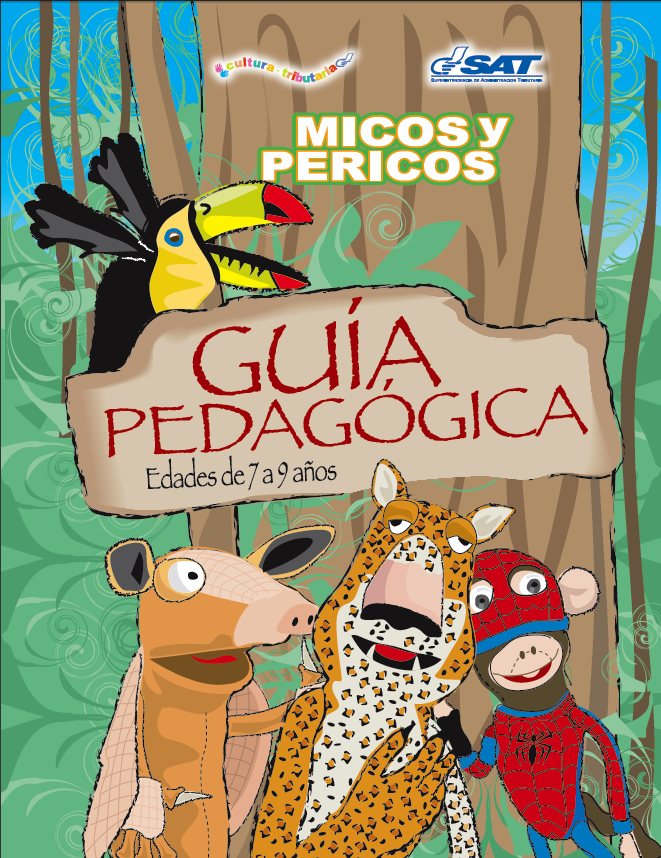 cultura · tributaria
SAT
SUPERINTENDENCIA DE ADMINISTRACIÓN TRIBUTARIA
MICOS y
PERICOS
GUÍA
PEDAGÓGICA
Edades de 7 a 9 años